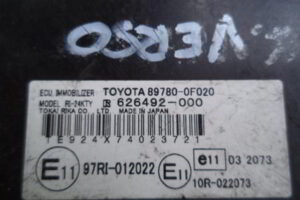 VERSO
ECU, IMMOBILIZER TOYOTA 89780-0F020
MODEL RI-24KTY 626492-000
TOKAI RIKA CO., LTD. MADE IN JAPAN
1E924X74023721
E11 97RI-012022 E11 e11 03 2073
10R-022073